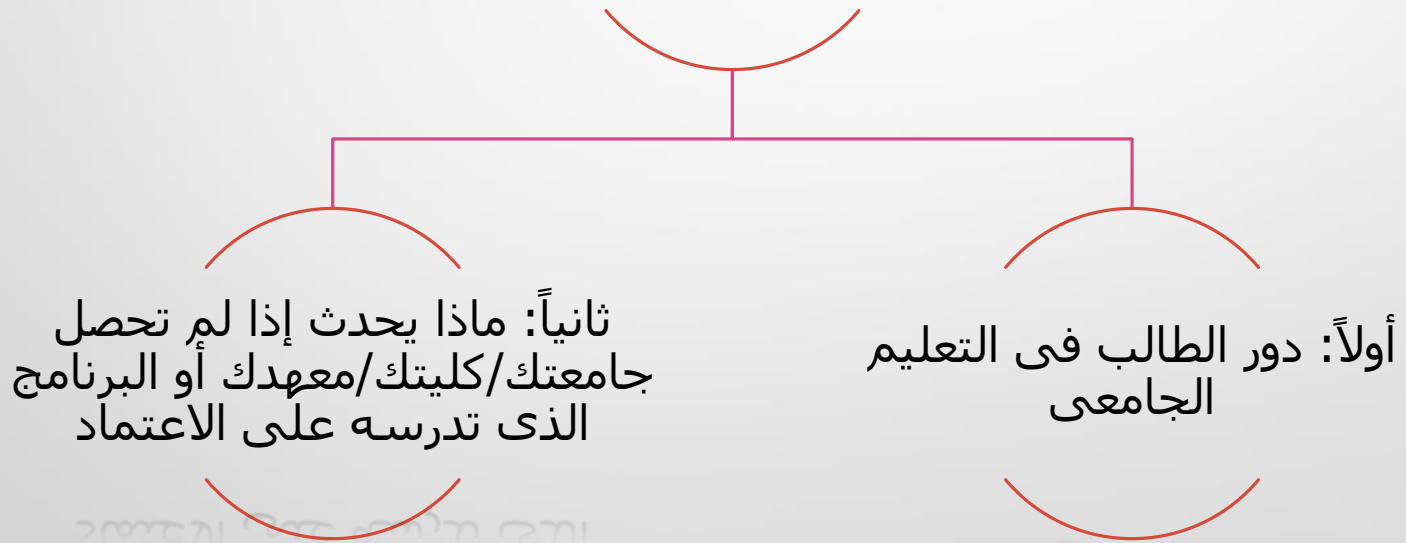 أولاً: دور الطالب فى التعليم
الجامعى
ثانياً: ماذا يحدث إذا لم تحصل
جامعتك/كليتك/معهدك أو البرنامج
الذى تدرسه على الاعتماد